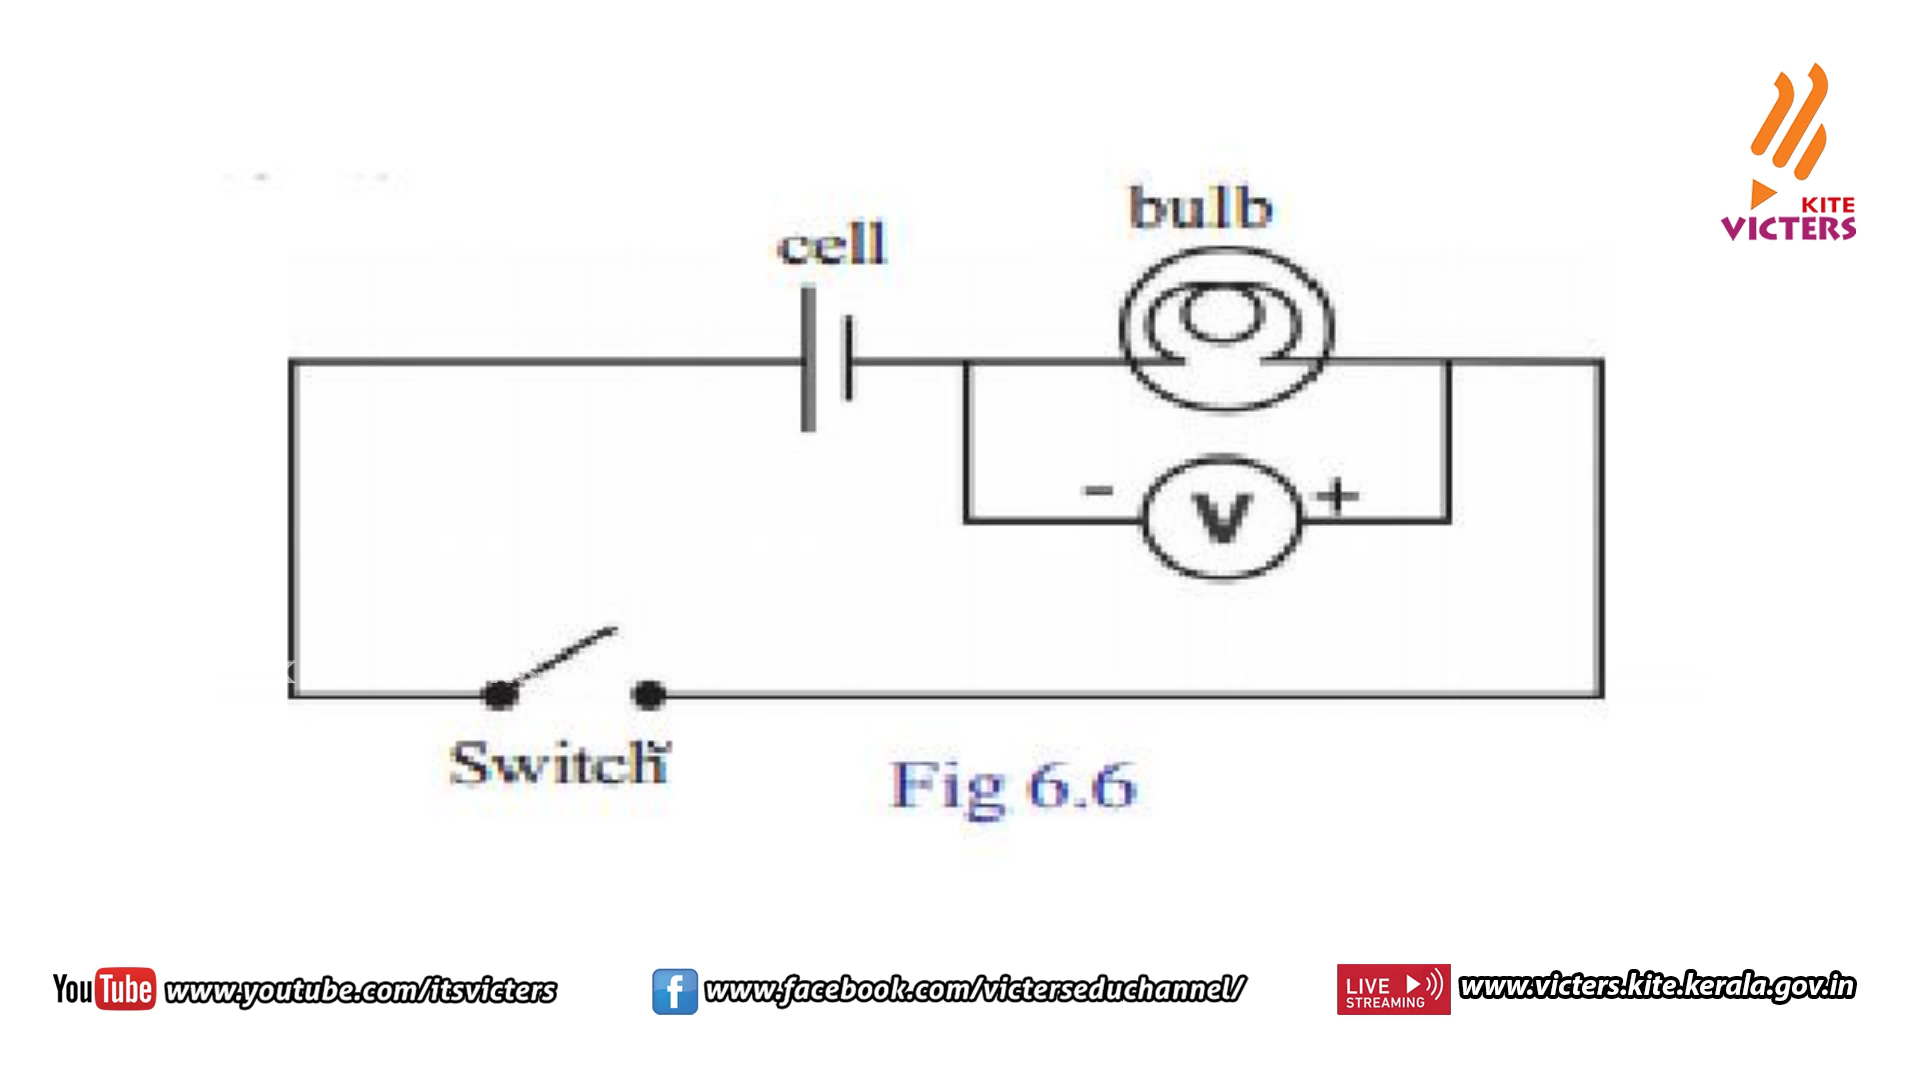 KITE
VICTERS
bulb
cell
- V +
Switch
Fig 6.6
YouTube www.youtube.com/itsvicters
f www.facebook.com/victerseduchannel/
LIVE STREAMING www.victers.kite.kerala.gov.in